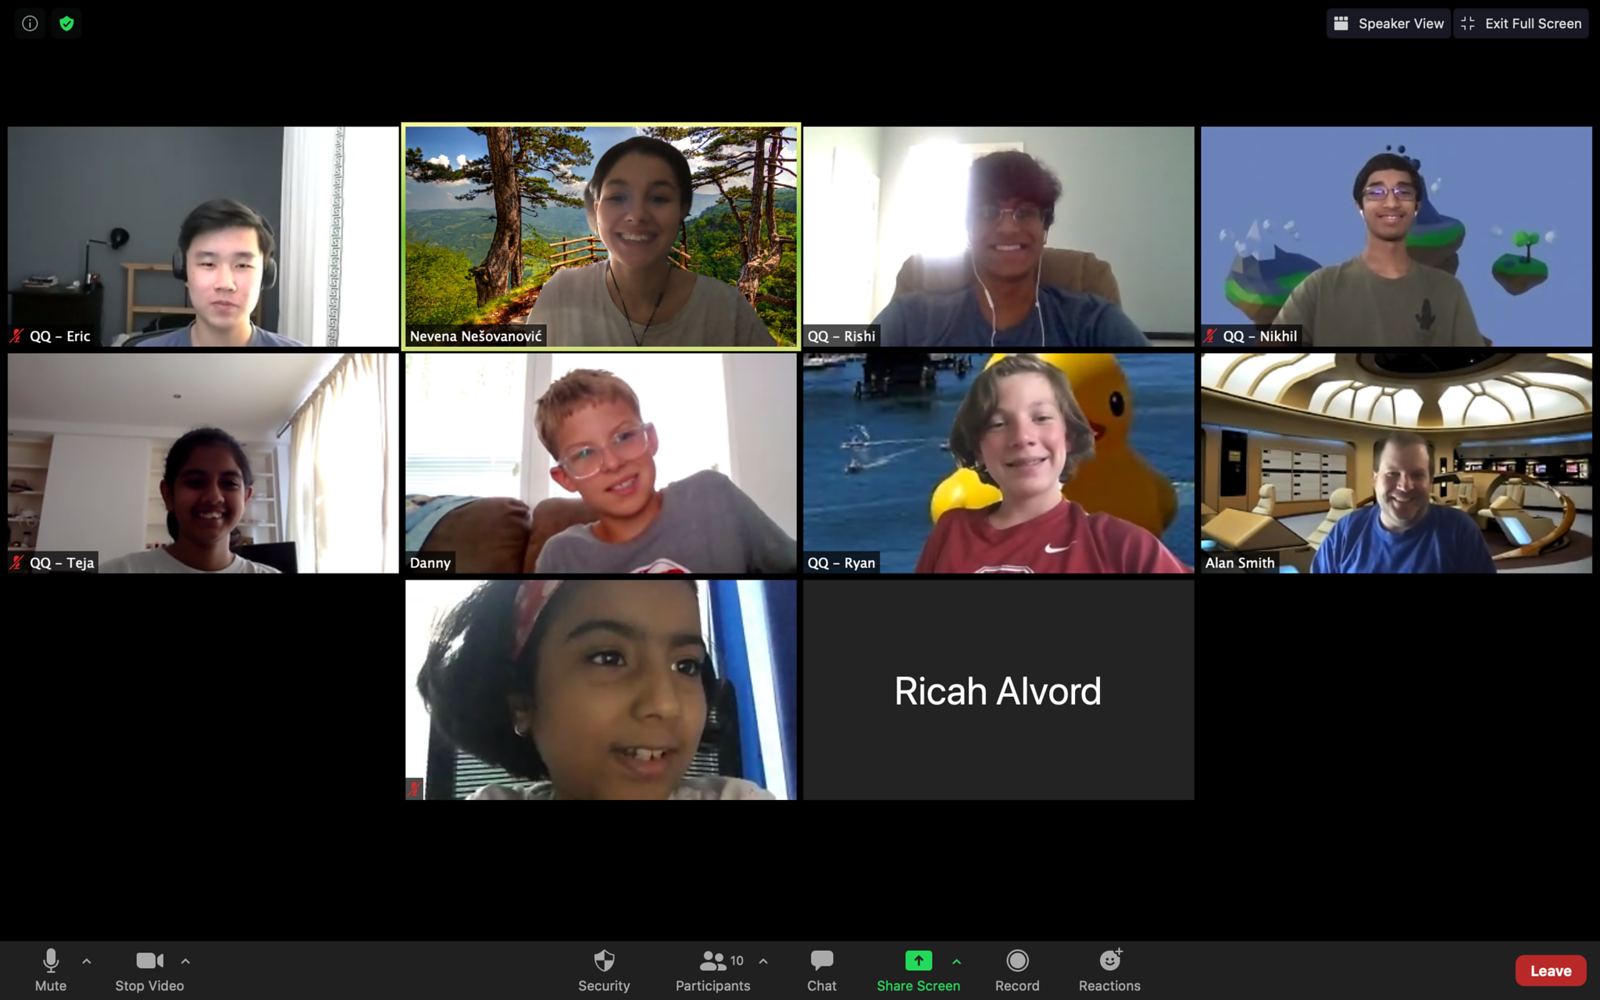 Speaker View
Exit Full Screen
QQ – Eric
Nevena Nešovanović
QQ – Rishi
QQ – Nikhil
QQ – Teja
Danny
QQ – Ryan
Alan Smith
Ricah Alvord
Mute
Stop Video
Security
Participants
10
Chat
Share Screen
Record
Reactions
Leave